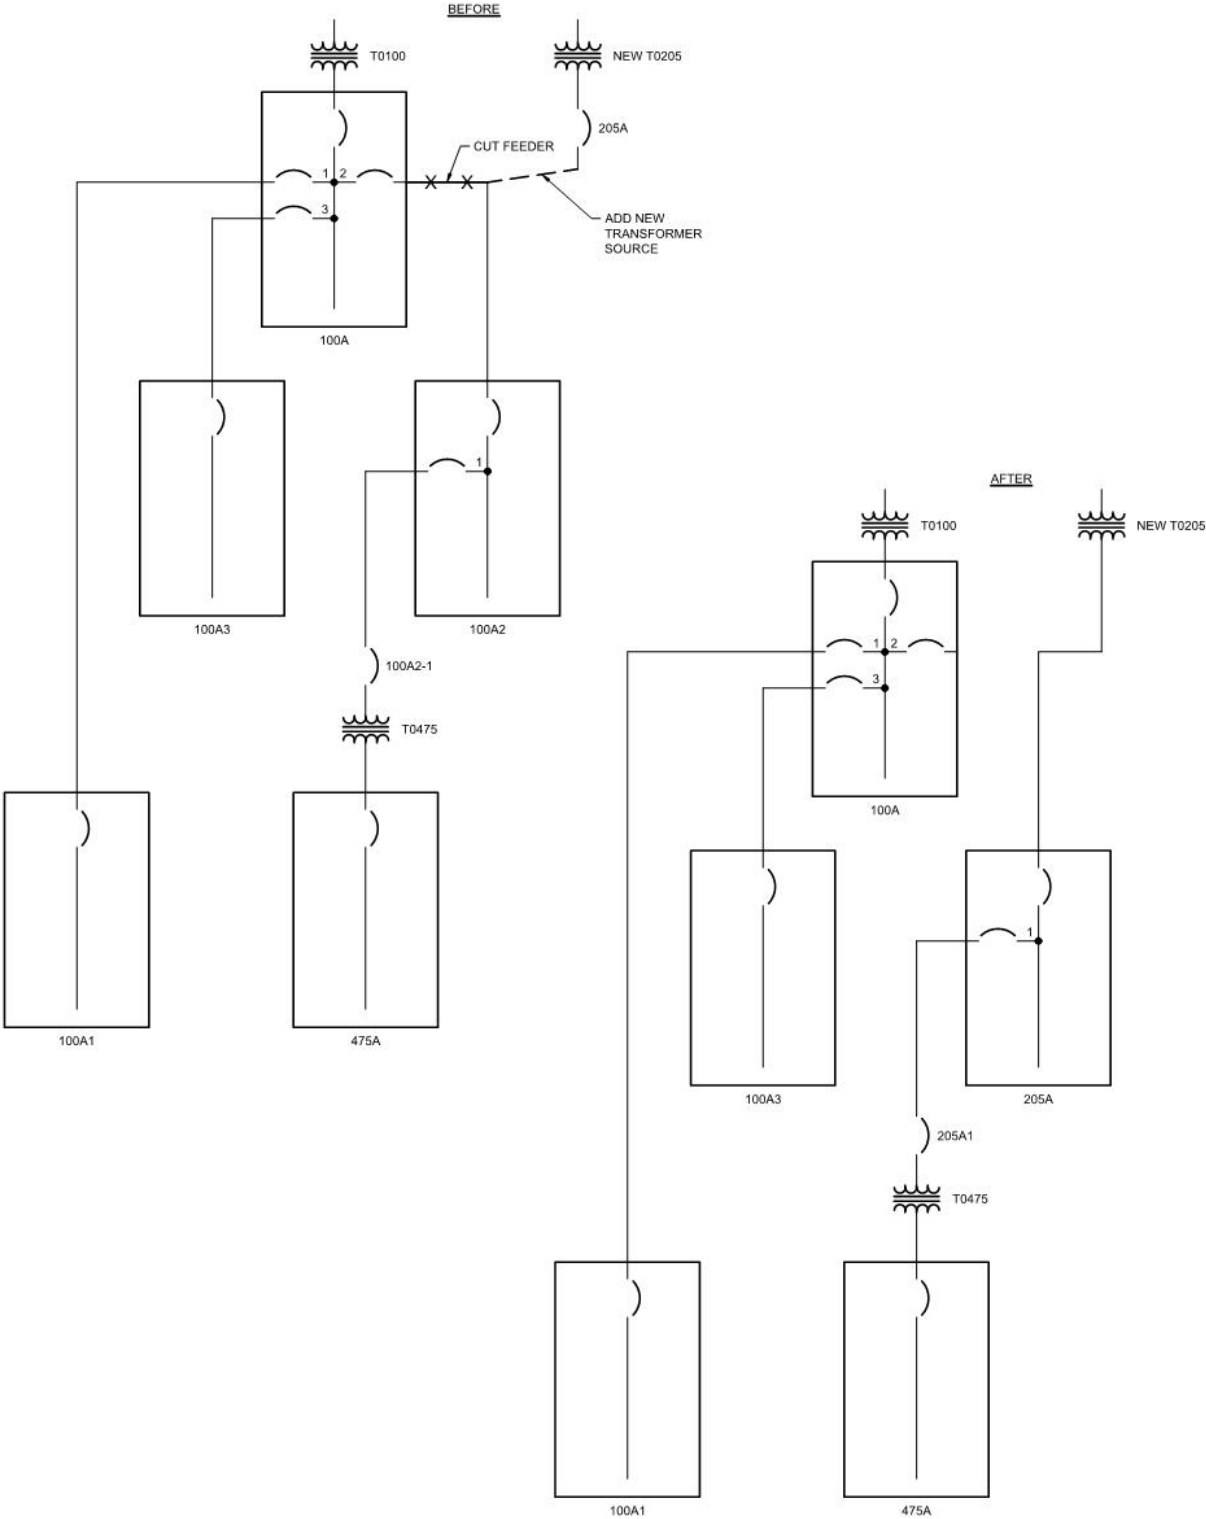 BEFORE
T0100
NEW T0205
205A
CUT FEEDER
1 2
3
ADD NEW
TRANSFORMER
SOURCE
100A
1
100A3
100A2
100A2-1
T0475
100A1
475A
AFTER
T0100
NEW T0205
1 2
3
100A
1
100A3
205A
205A1
T0475
100A1
475A